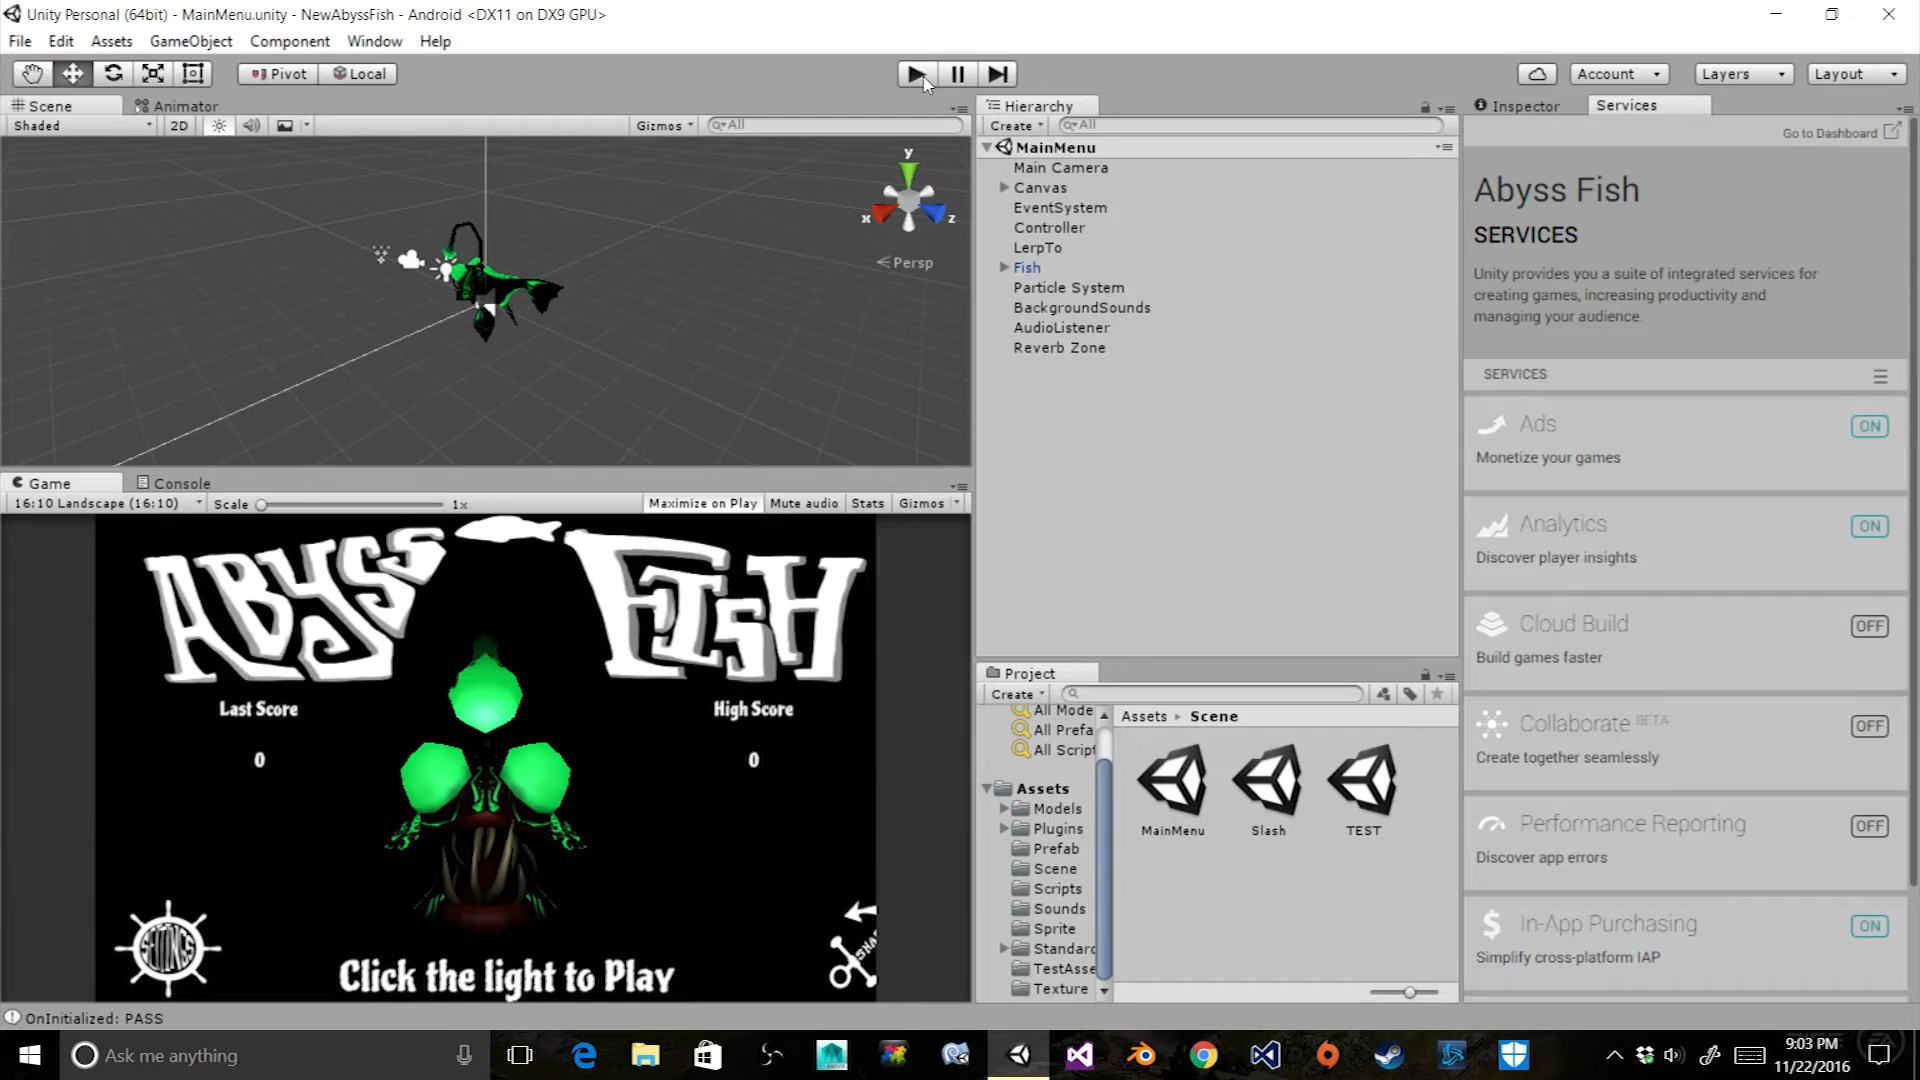 Unity Personal (64bit) - MainMenu.unity - NewAbyssFish - Android <DX11 on DX9 GPU>
File Edit Assets GameObject Component Window Help
Pivot Local Account Layers Layout
Scene Animator
Shaded 2D Gizmos All
y
x z
Persp
Game Console
16:10 Landscape (16:10) Scale 1x Maximize on Play Mute audio Stats Gizmos
ABYSS FISH
Last Score High Score
0 0
SETTINGS
Click the light to Play
OnInitialized: PASS
Hierarchy
Create All
MainMenu
Main Camera
Canvas
EventSystem
Controller
LerpTo
Fish
Particle System
BackgroundSounds
AudioListener
Reverb Zone
Project
Create
All Mode
All Prefa
All Script
Assets
Models
Plugins
Prefab
Scene
Scripts
Sounds
Sprite
Standarc
TestAsse
Texture
Assets Scene
MainMenu Slash TEST
Inspector Services
Go to Dashboard
Abyss Fish
SERVICES
Unity provides you a suite of integrated services for
creating games, increasing productivity and
managing your audience.
SERVICES
Ads ON
Monetize your games
Analytics ON
Discover player insights
Cloud Build OFF
Build games faster
Collaborate BETA OFF
Create together seamlessly
Performance Reporting OFF
Discover app errors
In-App Purchasing ON
Simplify cross-platform IAP
Ask me anything
9:03 PM
11/22/2016